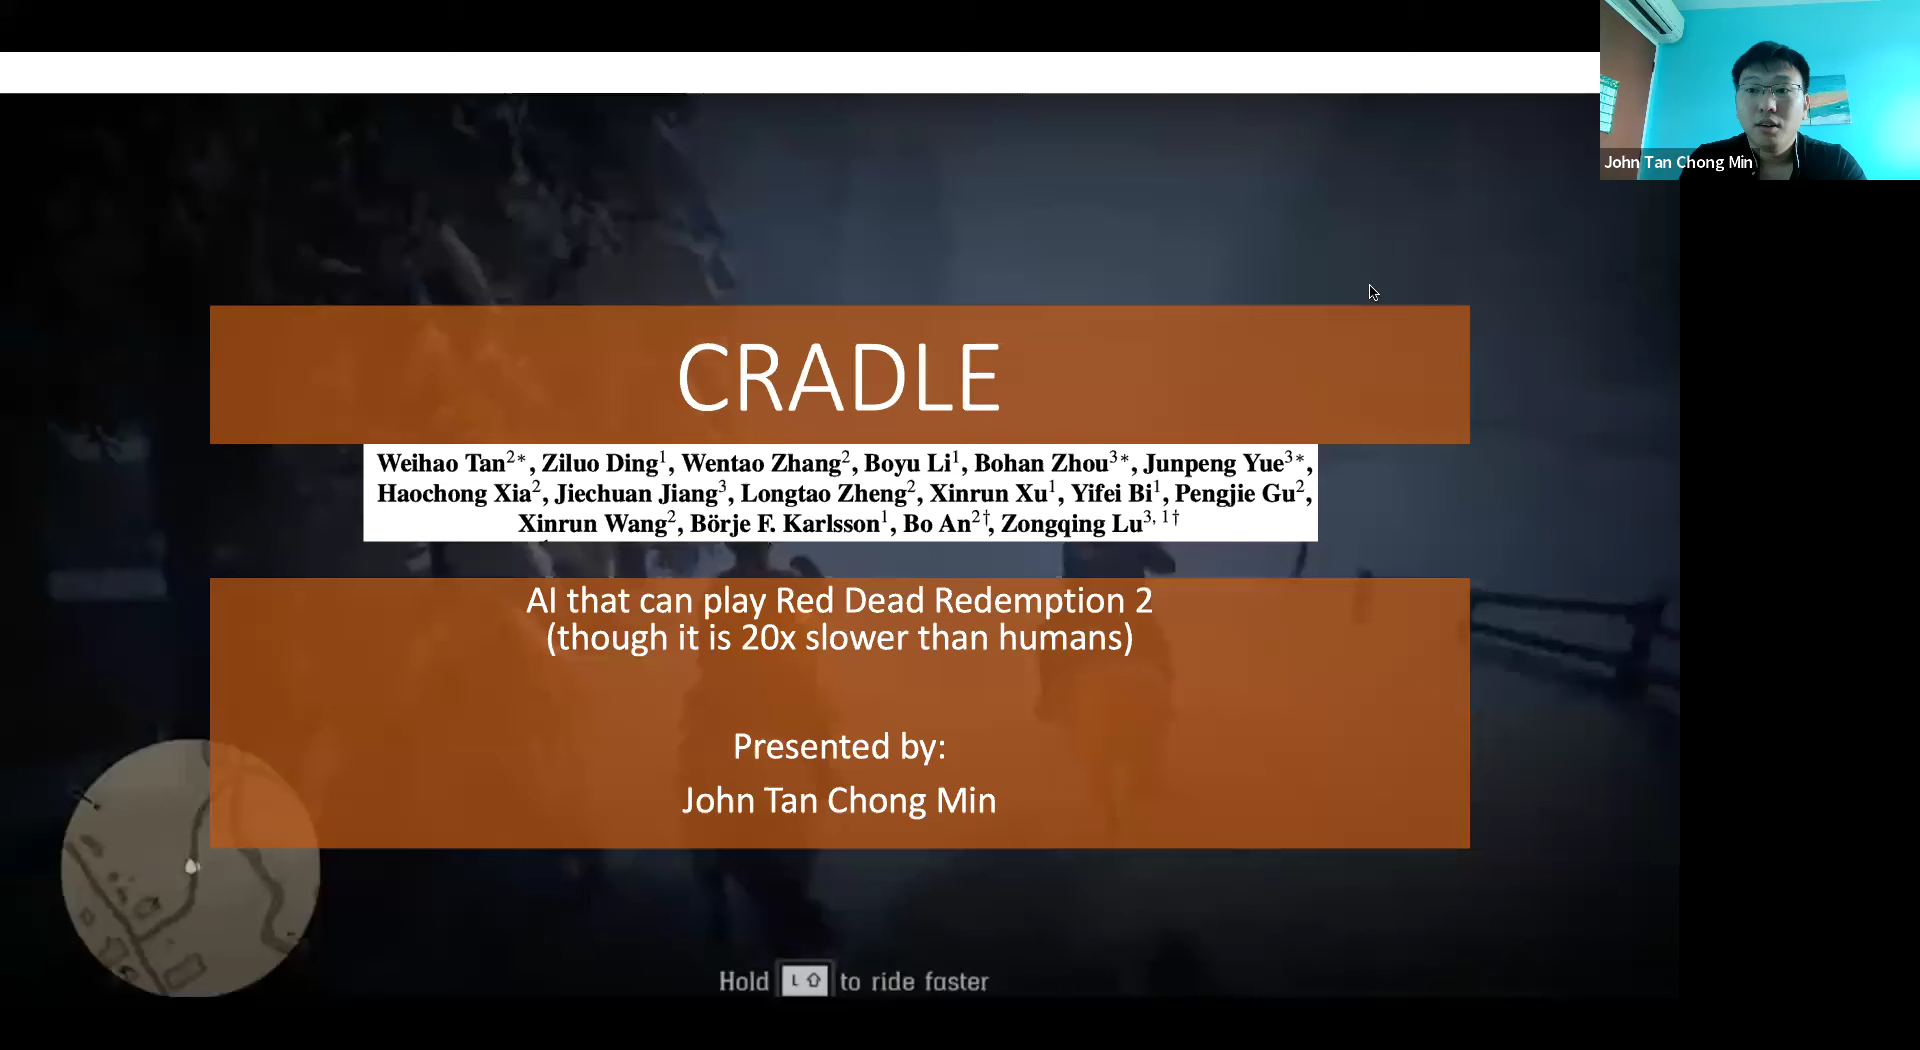 John Tan Chong Min
CRADLE
Weihao Tan²*, Ziluo Ding¹, Wentao Zhang², Boyu Li¹, Bohan Zhou³*, Junpeng Yue³*,
Haochong Xia², Jiechuan Jiang³, Longtao Zheng², Xinrun Xu¹, Yifei Bi¹, Pengjie Gu²,
Xinrun Wang², Börje F. Karlsson¹, Bo An²†, Zongqing Lu³, ¹†
AI that can play Red Dead Redemption 2
(though it is 20x slower than humans)
Presented by:
John Tan Chong Min
Hold L⇧ to ride faster